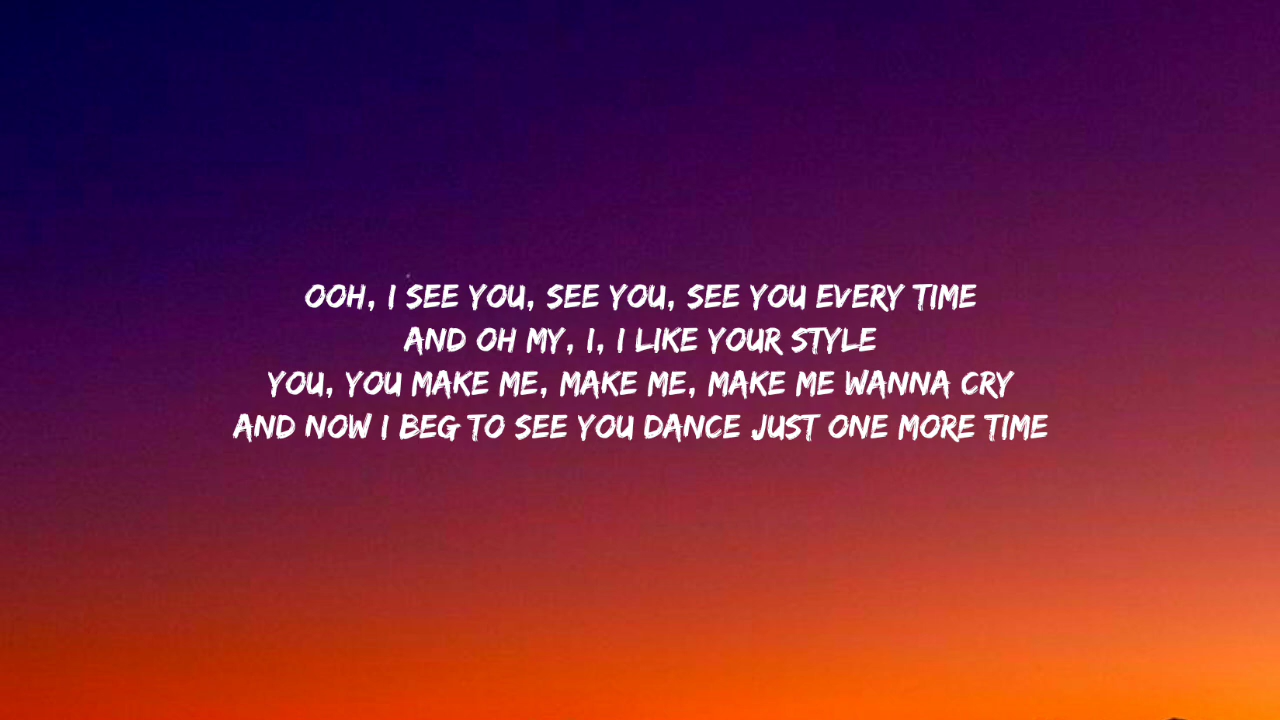 OOH, I SEE YOU, SEE YOU, SEE YOU EVERY TIME
AND OH MY, I, I LIKE YOUR STYLE
YOU, YOU MAKE ME, MAKE ME, MAKE ME WANNA CRY
AND NOW I BEG TO SEE YOU DANCE JUST ONE MORE TIME